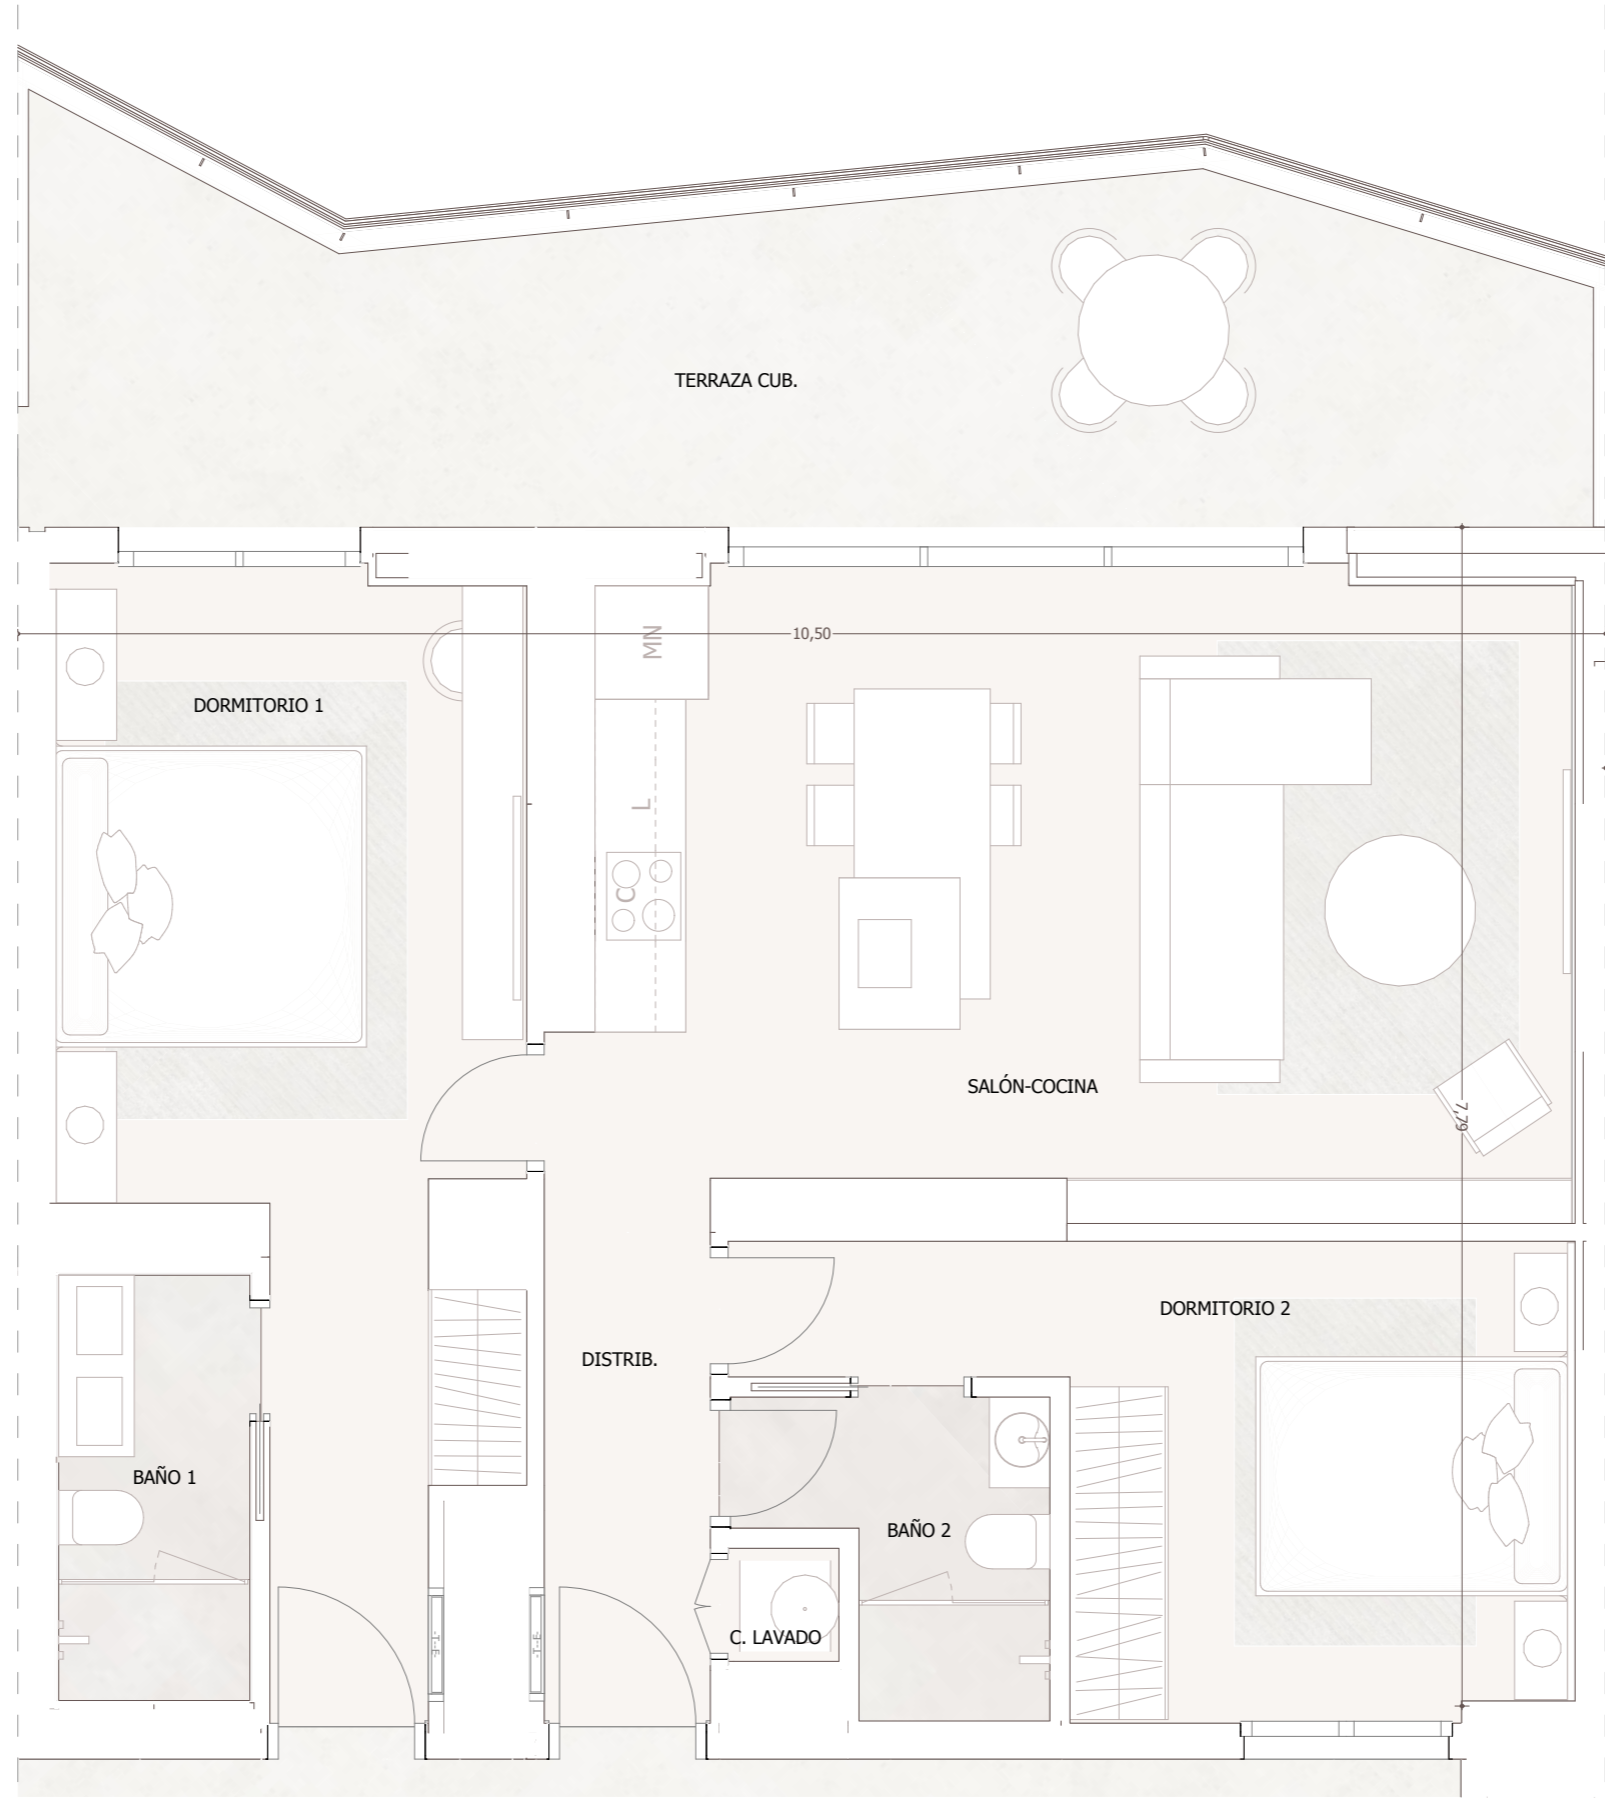 TERRAZA CUB.
10,50
MN
DORMITORIO 1
L
C
SALÓN-COCINA
7,79
DORMITORIO 2
DISTRIB.
BAÑO 1
BAÑO 2
C. LAVADO